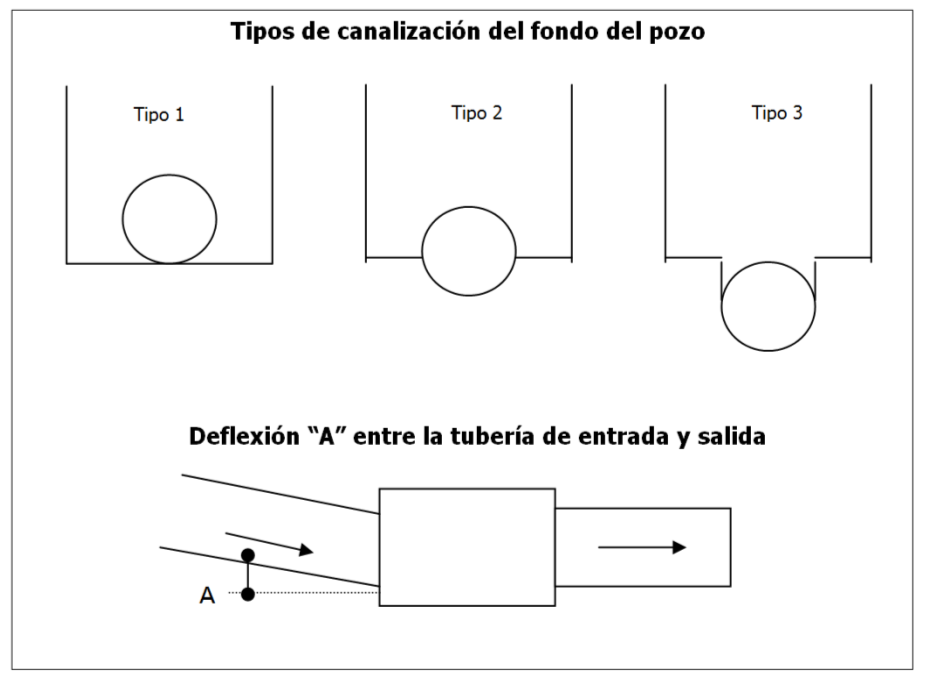 Tipos de canalización del fondo del pozo
Tipo 1
Tipo 2
Tipo 3
Deflexión “A” entre la tubería de entrada y salida
A